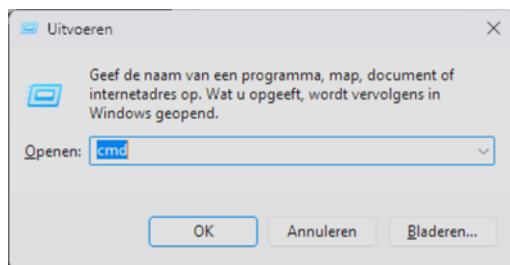 Uitvoeren
Geef de naam van een programma, map, document of
internetadres op. Wat u opgeeft, wordt vervolgens in
Windows geopend.
Openen: cmd
OK Annuleren Bladeren...